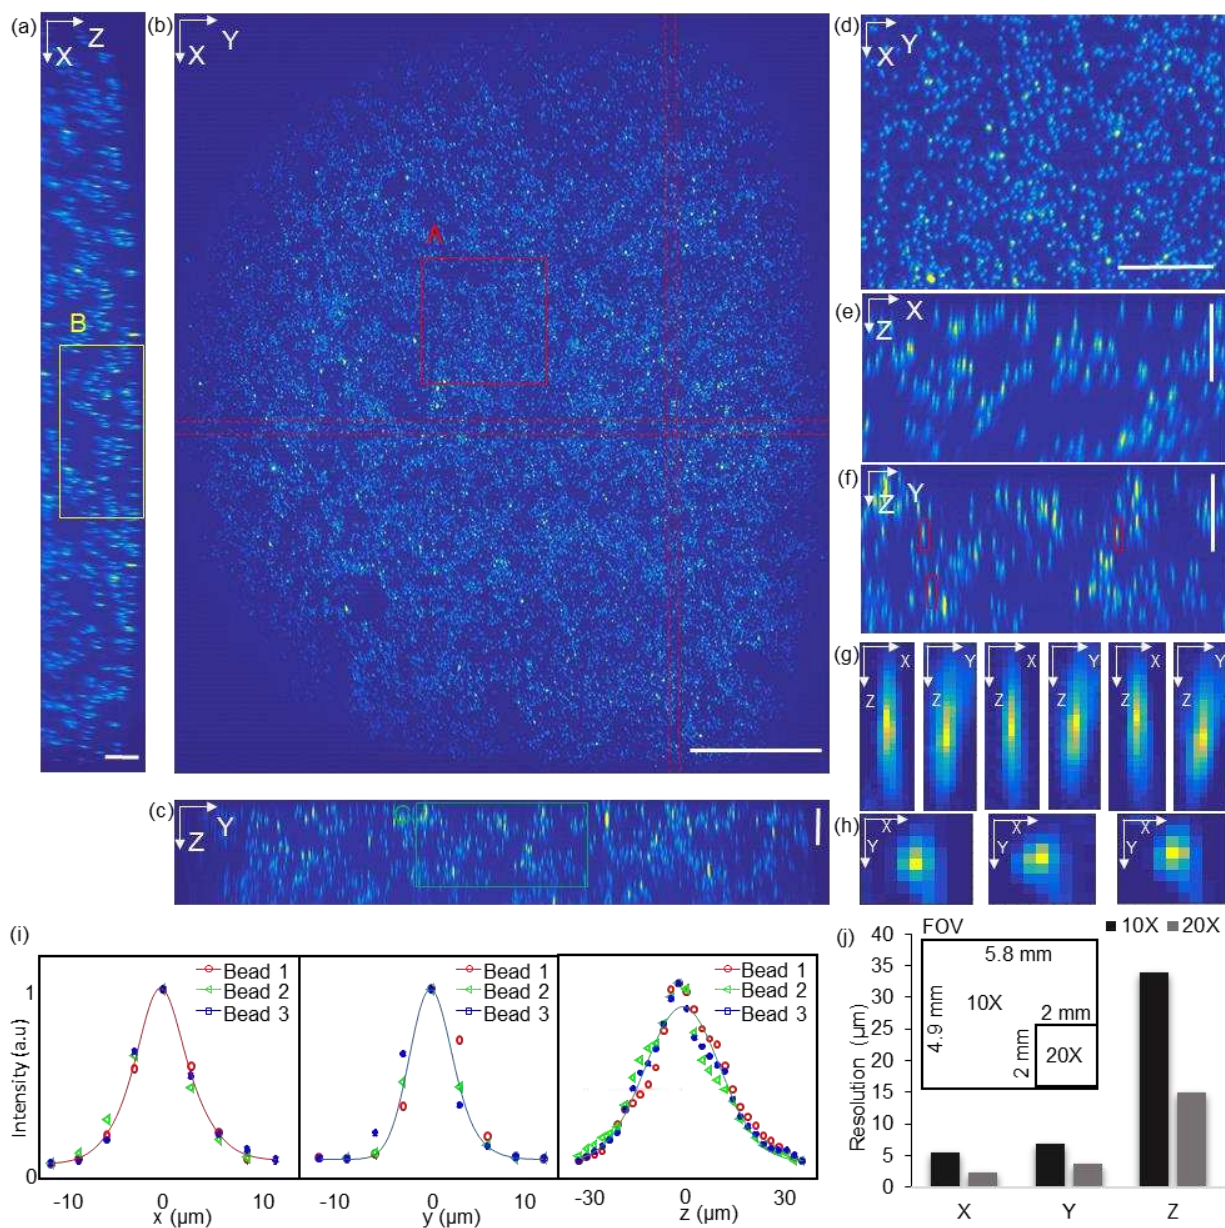 (a)
Z
X
B
(b)
Y
X
A
(c)
Y
Z
(d)
Y
X
(e)
X
Z
(f)
Y
Z
(g)
X
Z
Y
Z
X
Z
Y
Z
X
Z
Y
Z
(h)
X
Y
X
Y
X
Y
(i)
Intensity (a.u)
1
0
Bead 1
Bead 2
Bead 3
-10 0 10
x (µm)
Bead 1
Bead 2
Bead 3
-10 0 10
y (µm)
Bead 1
Bead 2
Bead 3
-30 0 30
z (µm)
(j)
10X 20X
Resolution (µm)
40
35
30
25
20
15
10
5
0
FOV
5.8 mm
4.9 mm
10X
2 mm
2 mm
20X
X Y Z